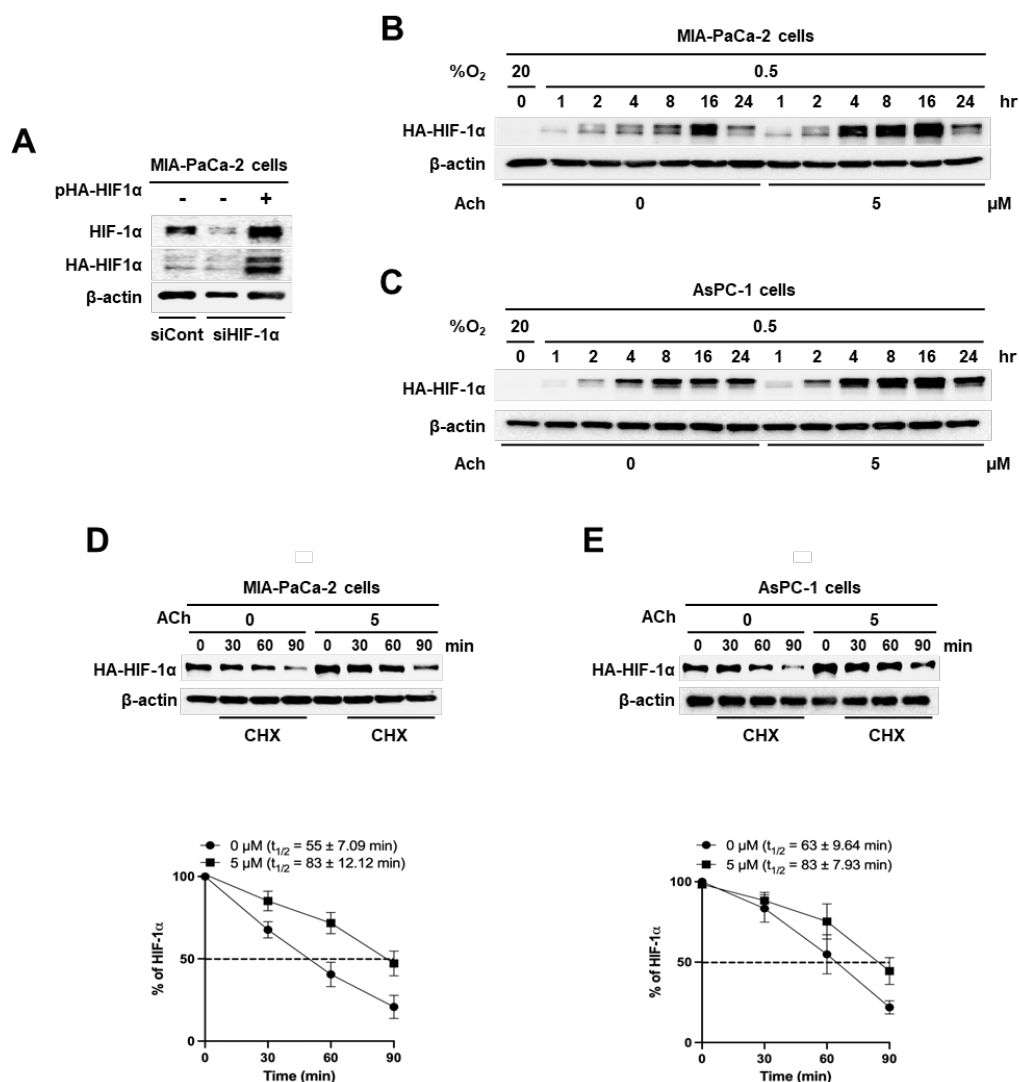 A
MIA-PaCa-2 cells
pHA-HIF1α
- - +
HIF-1α
HA-HIF1α
β-actin
siCont siHIF-1α
B
MIA-PaCa-2 cells
%O₂ 20 0.5
0 1 2 4 8 16 24 1 2 4 8 16 24 hr
HA-HIF-1α
β-actin
Ach 0 5 μM
C
AsPC-1 cells
%O₂ 20 0.5
0 1 2 4 8 16 24 1 2 4 8 16 24 hr
HA-HIF-1α
β-actin
Ach 0 5 μM
D
MIA-PaCa-2 cells
ACh 0 5
0 30 60 90 0 30 60 90 min
HA-HIF-1α
β-actin
CHX CHX
0 μM (t1/2 = 55 ± 7.09 min)
5 μM (t1/2 = 83 ± 12.12 min)
% of HIF-1α
100
50
0
0 30 60 90
Time (min)
E
AsPC-1 cells
ACh 0 5
0 30 60 90 0 30 60 90 min
HA-HIF-1α
β-actin
CHX CHX
0 μM (t1/2 = 63 ± 9.64 min)
5 μM (t1/2 = 83 ± 7.93 min)
% of HIF-1α
100
50
0
0 30 60 90
Time (min)